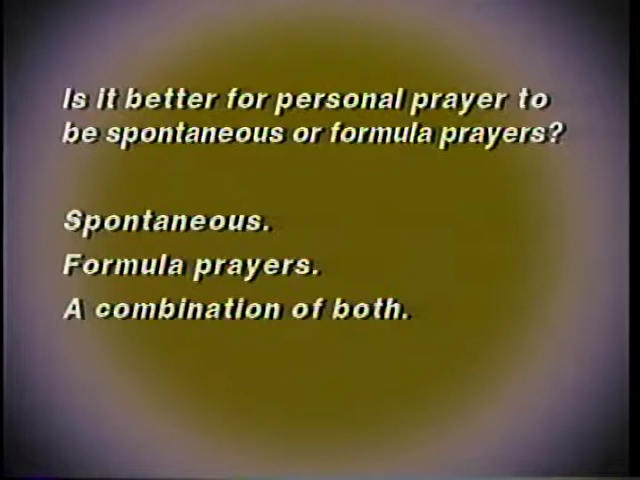 Is it better for personal prayer to
be spontaneous or formula prayers?
Spontaneous.
Formula prayers.
A combination of both.